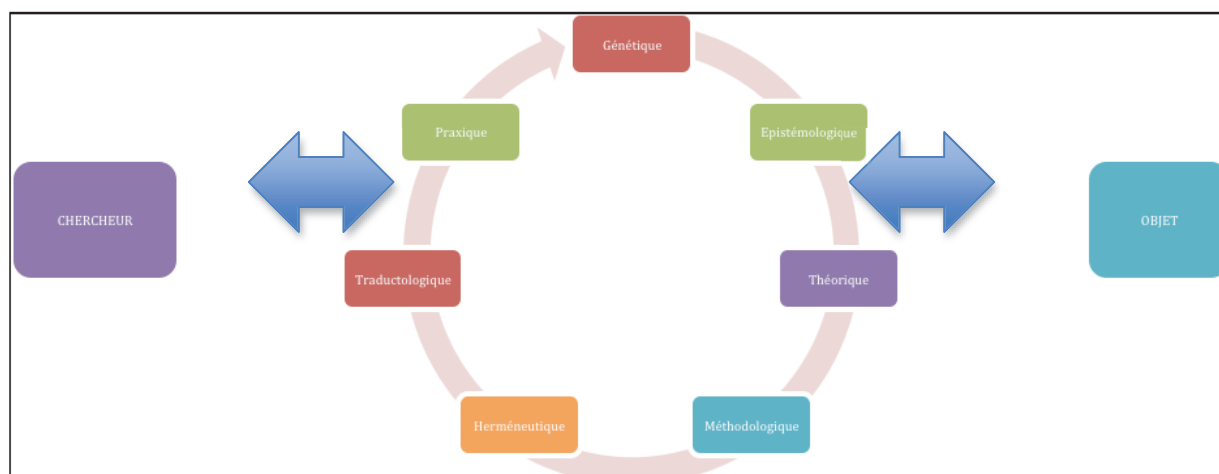 Génétique
Praxique
Epistémologique
CHERCHEUR
OBJET
Traductologique
Théorique
Herméneutique
Méthodologique